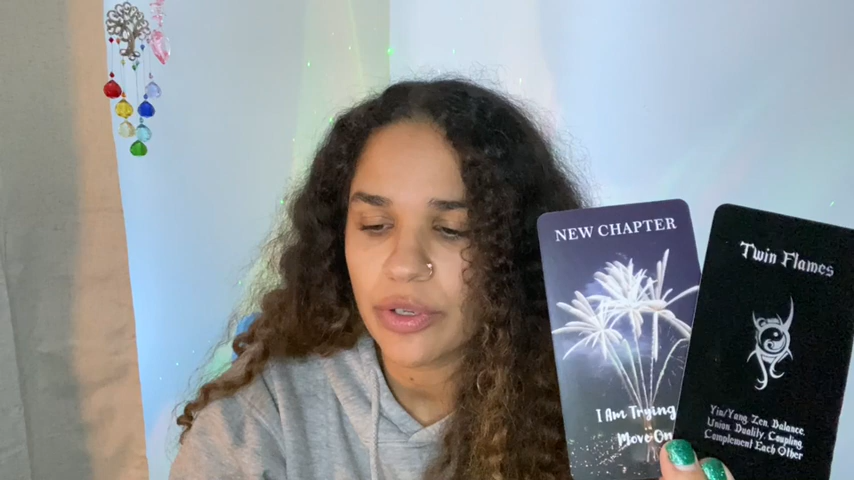 NEW CHAPTER
I Am Trying
Move On
Twin Flames
Yin/Yang, Zen, Balance,
Union, Duality, Coupling,
Complement Each Other